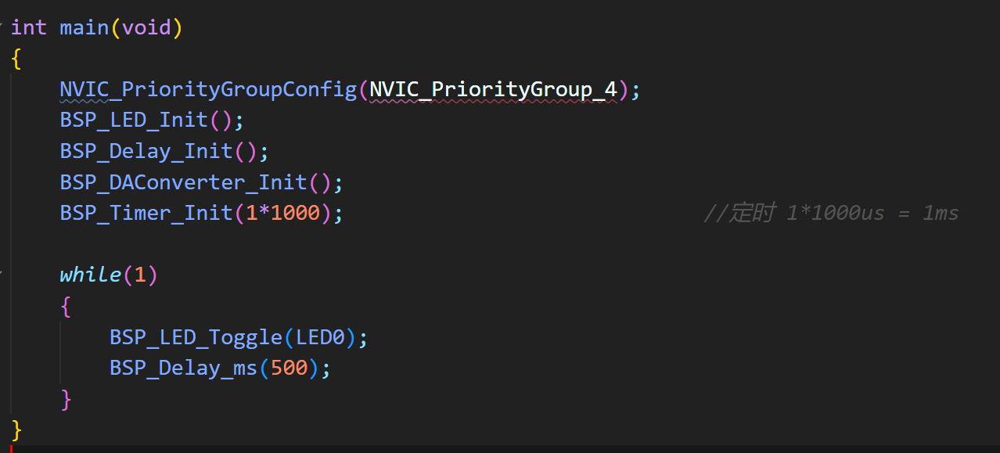 int main(void)
{
    NVIC_PriorityGroupConfig(NVIC_PriorityGroup_4);
    BSP_LED_Init();
    BSP_Delay_Init();
    BSP_DAConverter_Init();
    BSP_Timer_Init(1*1000);                             //定时 1*1000us = 1ms
    while(1)
    {
        BSP_LED_Toggle(LED0);
        BSP_Delay_ms(500);
    }
}